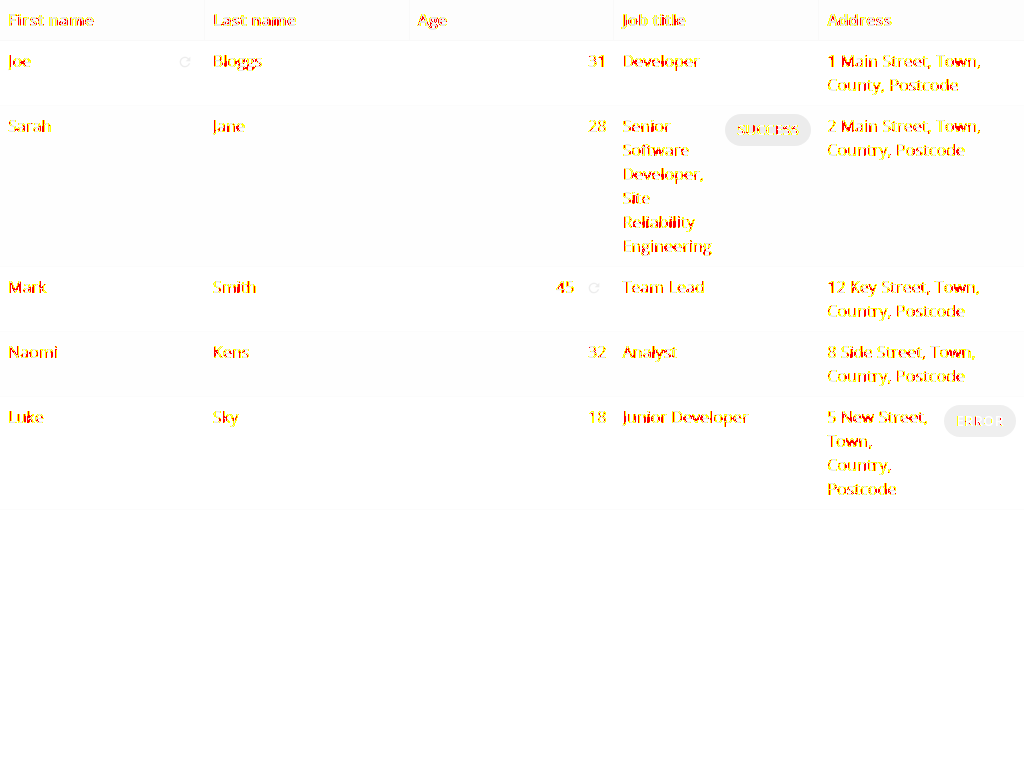 First name Last name Age Job title Address
Joe Bloggs 31 Developer 1 Main Street, Town,
County, Postcode
Sarah Jane 28 Senior SUCCESS 2 Main Street, Town,
Software Country, Postcode
Developer,
Site
Reliability
Engineering
Mark Smith 45 Team Lead 12 Key Street, Town,
Country, Postcode
Naomi Kens 32 Analyst 8 Side Street, Town,
Country, Postcode
Luke Sky 18 Junior Developer 5 New Street, ERROR
Town,
Country,
Postcode